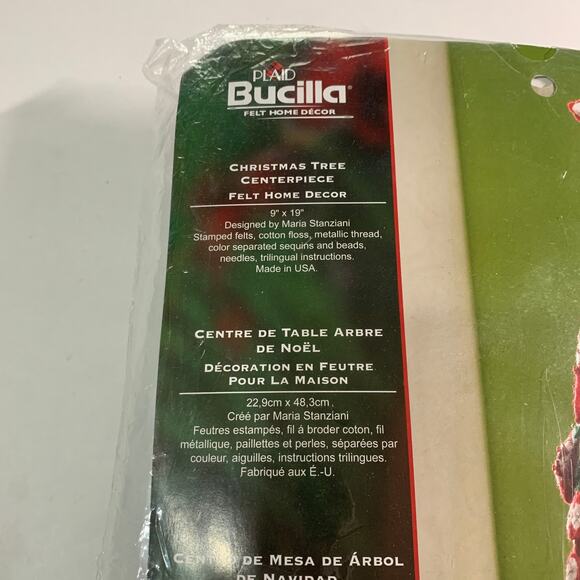 PLAID
Bucilla®
FELT HOME DÉCOR
CHRISTMAS TREE
CENTERPIECE
FELT HOME DECOR
9" x 19"
Designed by Maria Stanziani
Stamped felts, cotton floss, metallic thread,
color separated sequins and beads,
needles, trilingual instructions.
Made in USA.
CENTRE DE TABLE ARBRE
DE NOËL
DÉCORATION EN FEUTRE
POUR LA MAISON
22,9cm x 48,3cm
Créé par Maria Stanziani
Feutres estampés, fil á broder coton, fil
métallique, paillettes et perles, séparées par
couleur, aiguilles, instructions trilingues.
Fabriqué aux É.-U.
CENTRO DE MESA DE ÁRBOL
DE NAVIDAD